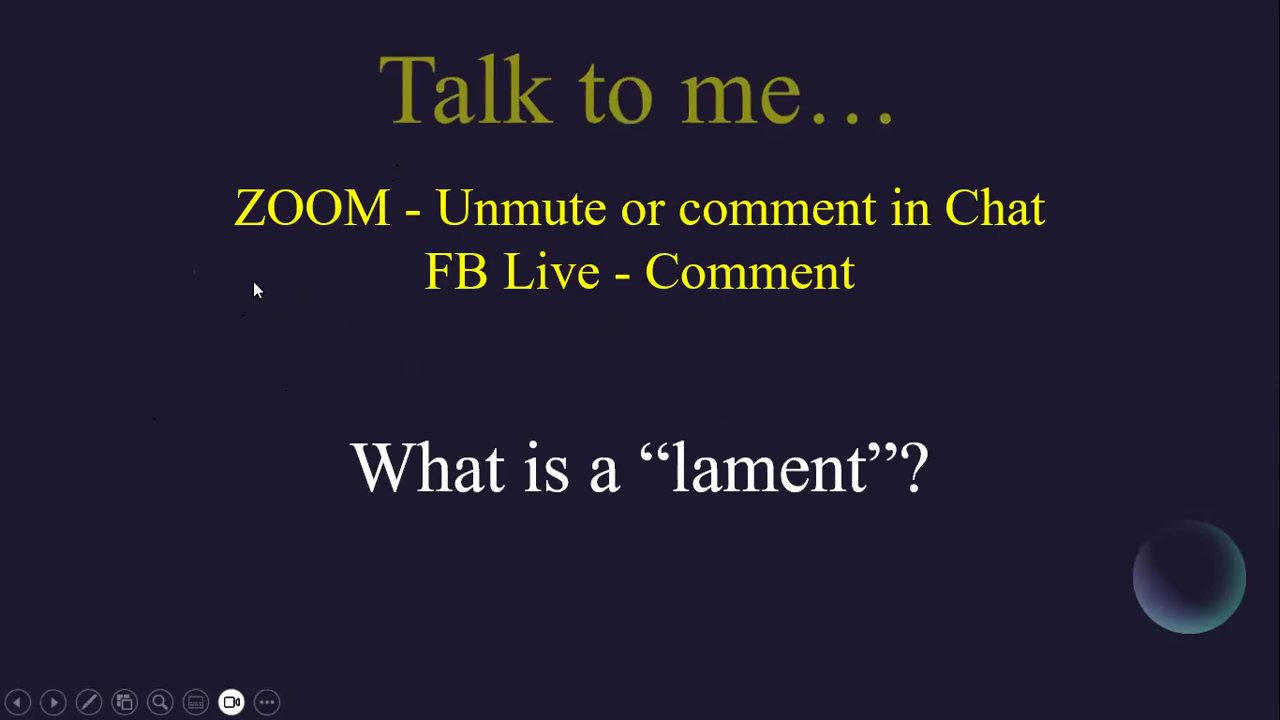 Talk to me…
ZOOM - Unmute or comment in Chat
FB Live - Comment
What is a “lament”?